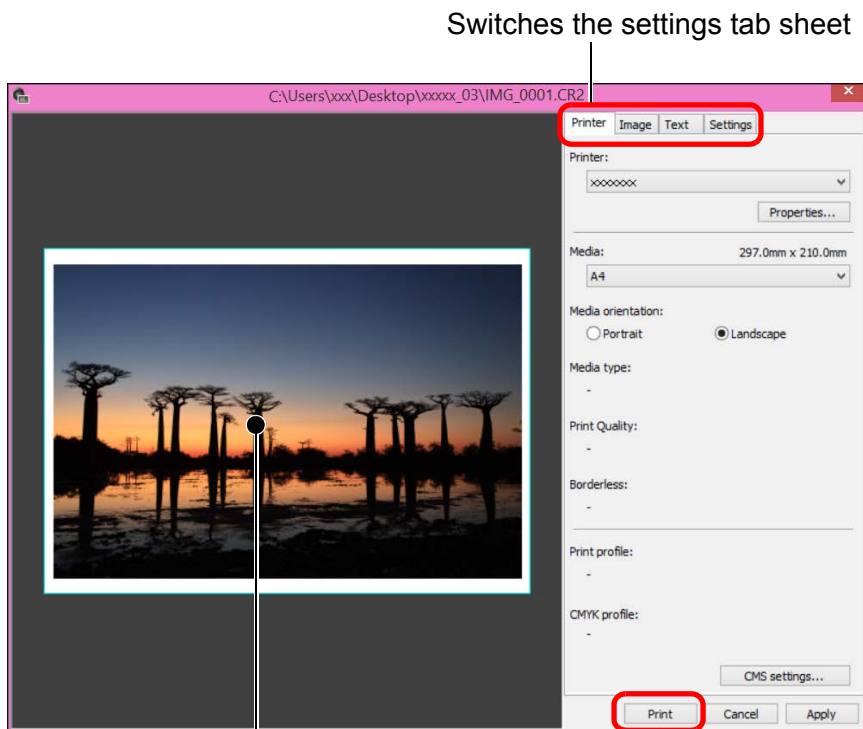 Switches the settings tab sheet
C:\Users\xxx\Desktop\xxxxx_03\IMG_0001.CR2
Printer Image Text Settings
Printer:
xxxxxxx
Properties...
Media: 297.0mm x 210.0mm
A4
Media orientation:
Portrait Landscape
Media type:
-
Print Quality:
-
Borderless:
-
Print profile:
-
CMYK profile:
-
CMS settings...
Print Cancel Apply